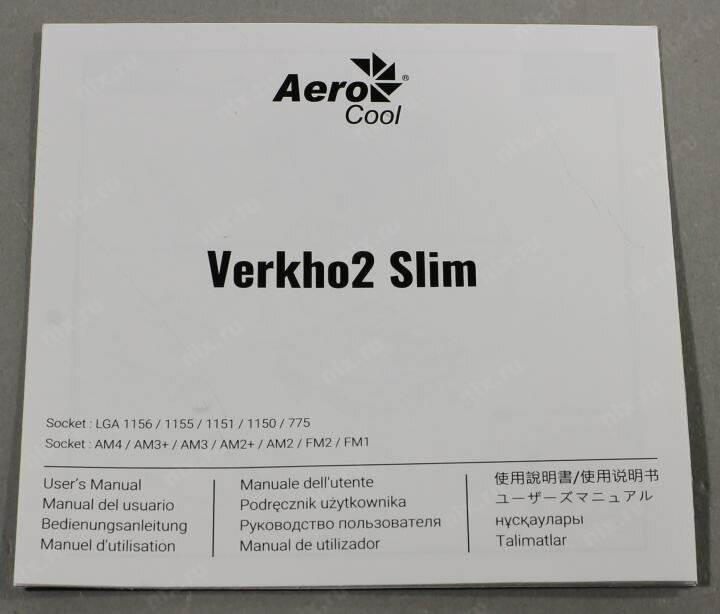 Aero
Cool
®
Verkho2 Slim
Socket : LGA 1156 / 1155 / 1151 / 1150 / 775
Socket : AM4 / AM3+ / AM3 / AM2+ / AM2 / FM2 / FM1
User's Manual
Manual del usuario
Bedienungsanleitung
Manuel d'utilisation
Manuale dell'utente
Podręcznik użytkownika
Руководство пользователя
Manual de utilizador
使用說明書/使用说明书
ユーザーズマニュアル
нұсқаулары
Talimatlar